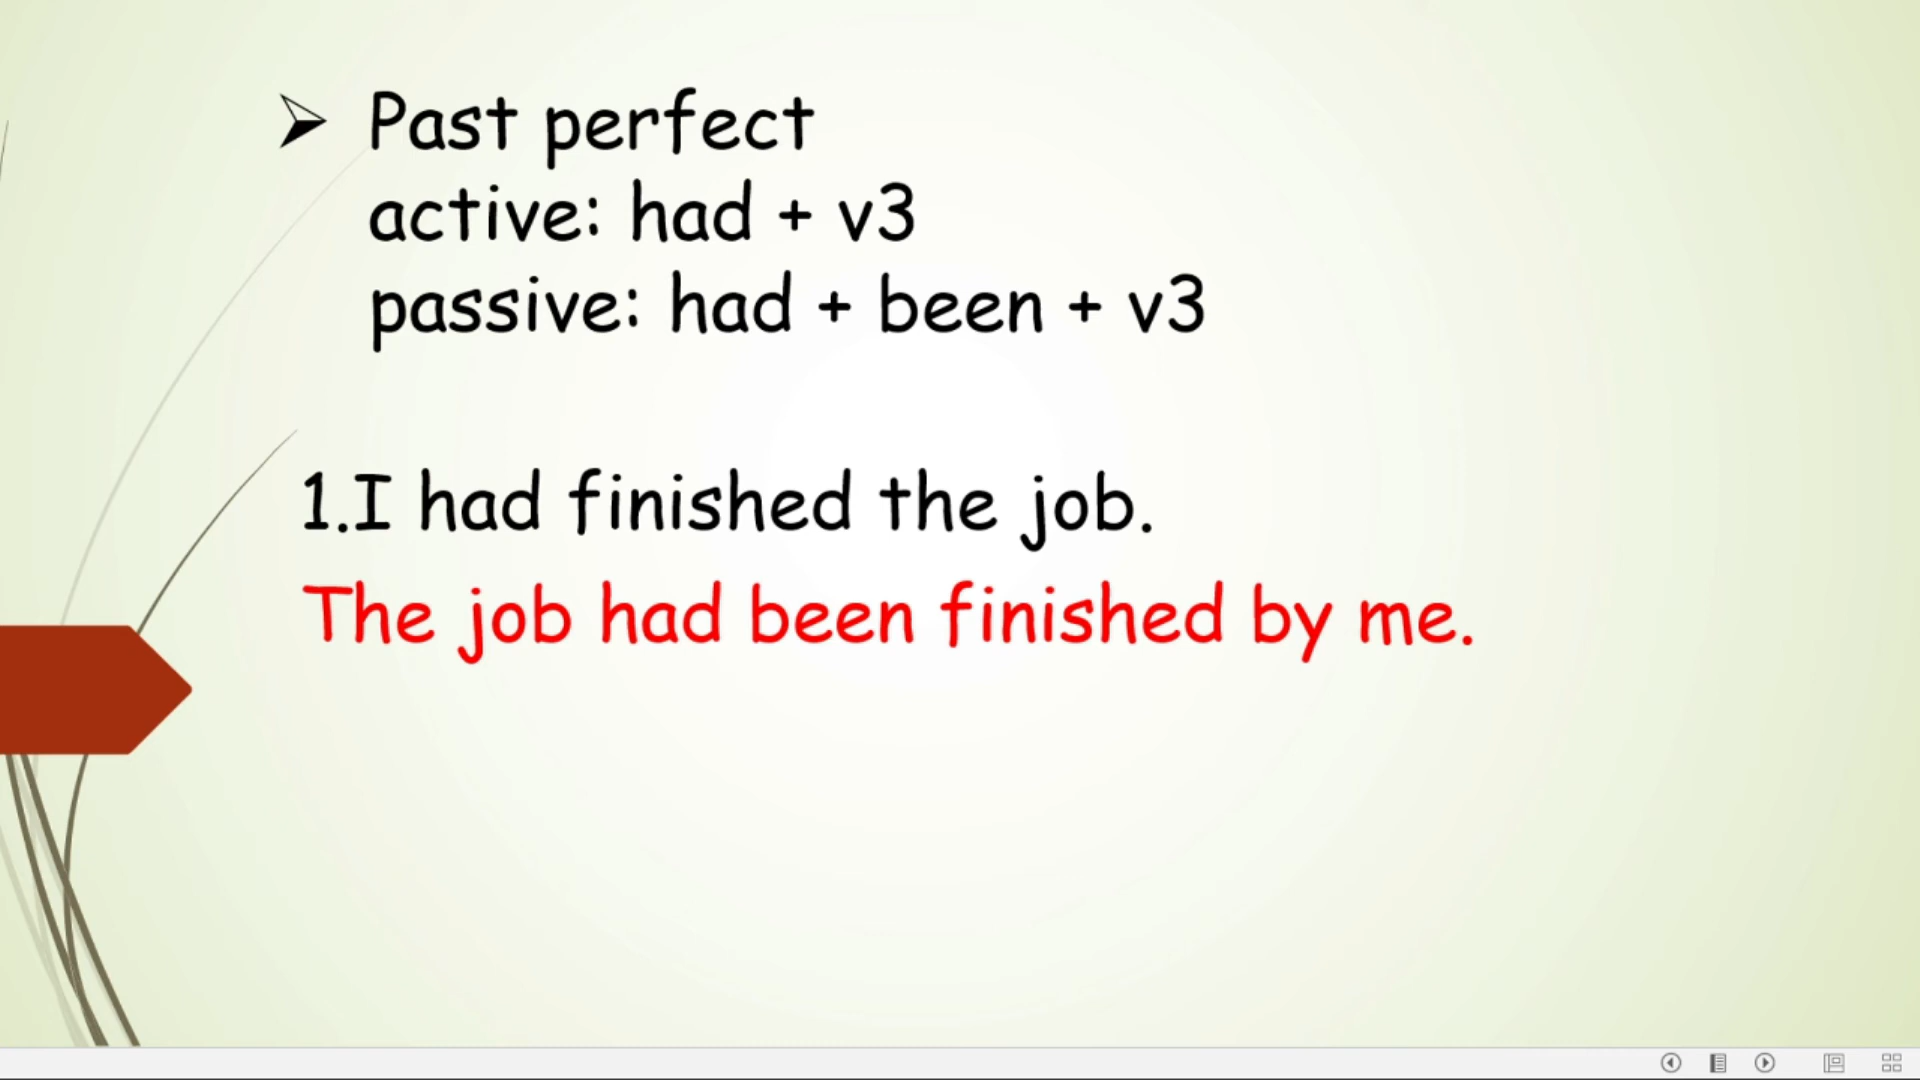 Past perfect
active: had + v3
passive: had + been + v3
1.I had finished the job.
The job had been finished by me.